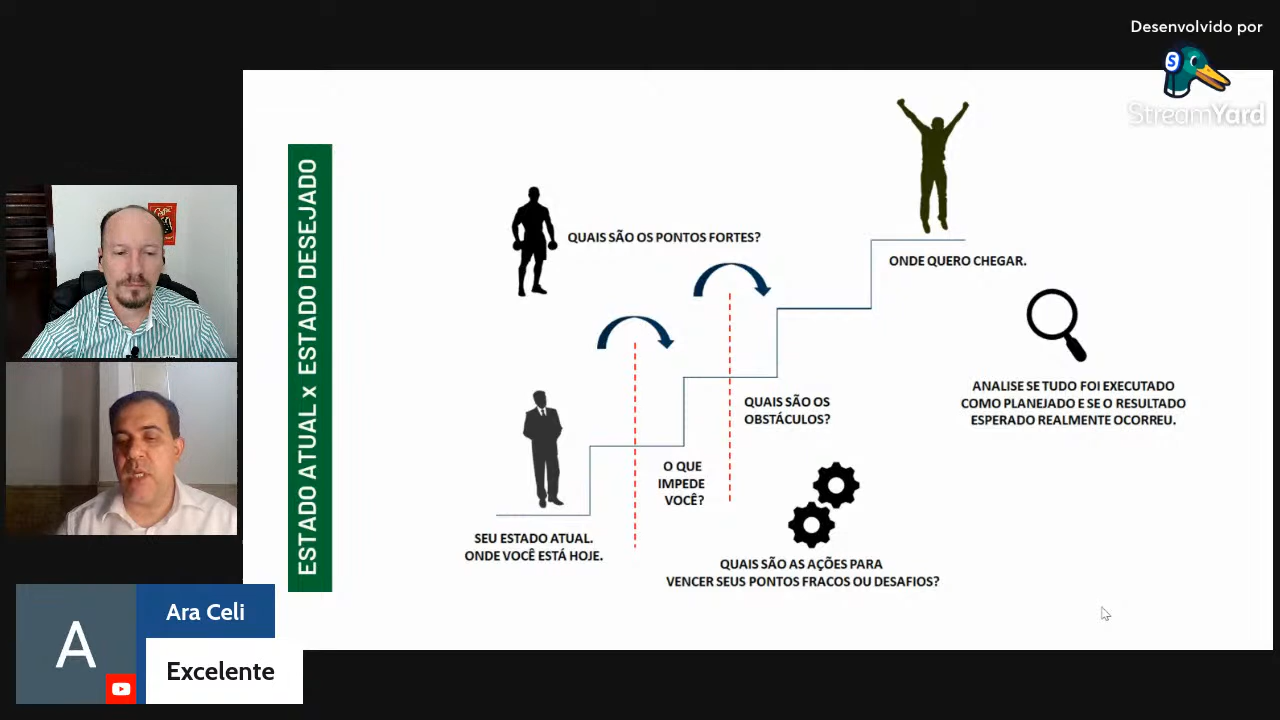 Desenvolvido por
S
StreamYard
ESTADO ATUAL x ESTADO DESEJADO
QUAIS SÃO OS PONTOS FORTES?
ONDE QUERO CHEGAR.
ANALISE SE TUDO FOI EXECUTADO
COMO PLANEJADO E SE O RESULTADO
ESPERADO REALMENTE OCORREU.
QUAIS SÃO OS
OBSTÁCULOS?
O QUE
IMPEDE
VOCÊ?
SEU ESTADO ATUAL.
ONDE VOCÊ ESTÁ HOJE.
QUAIS SÃO AS AÇÕES PARA
VENCER SEUS PONTOS FRACOS OU DESAFIOS?
A
Ara Celi
Excelente